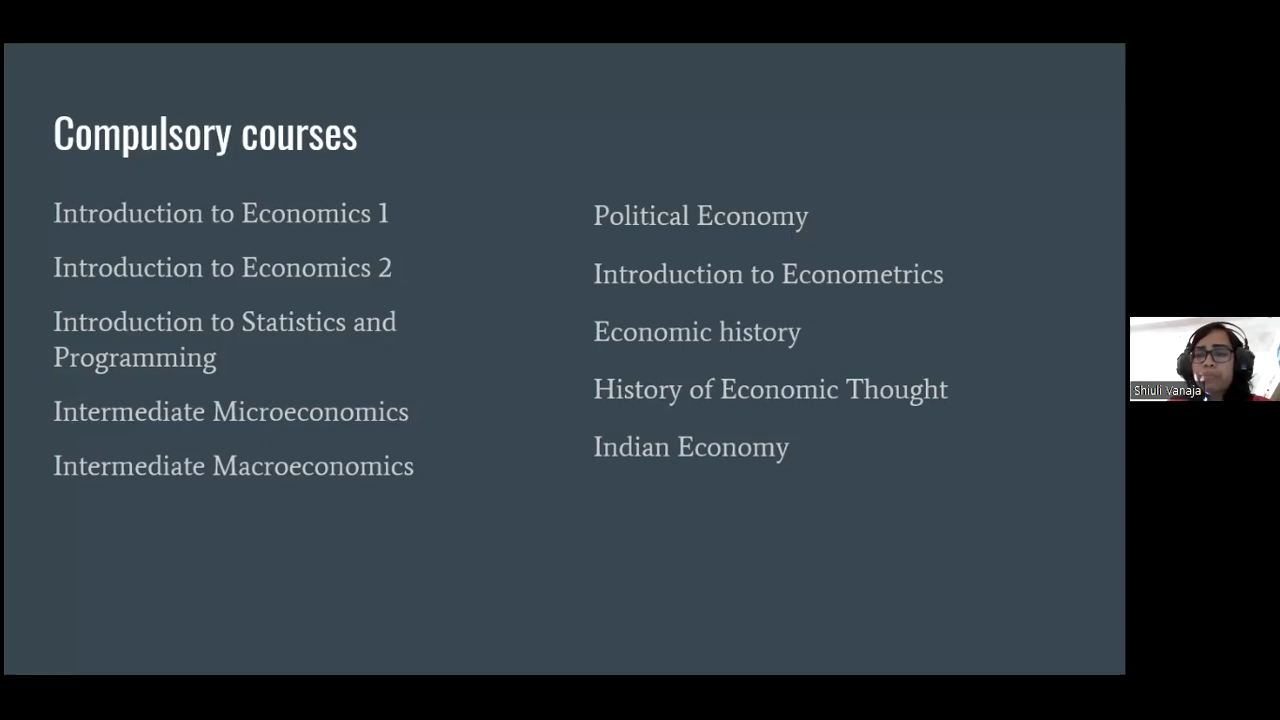 Compulsory courses
Introduction to Economics 1
Introduction to Economics 2
Introduction to Statistics and
Programming
Intermediate Microeconomics
Intermediate Macroeconomics
Political Economy
Introduction to Econometrics
Economic history
History of Economic Thought
Indian Economy
Shiuli Vanaja